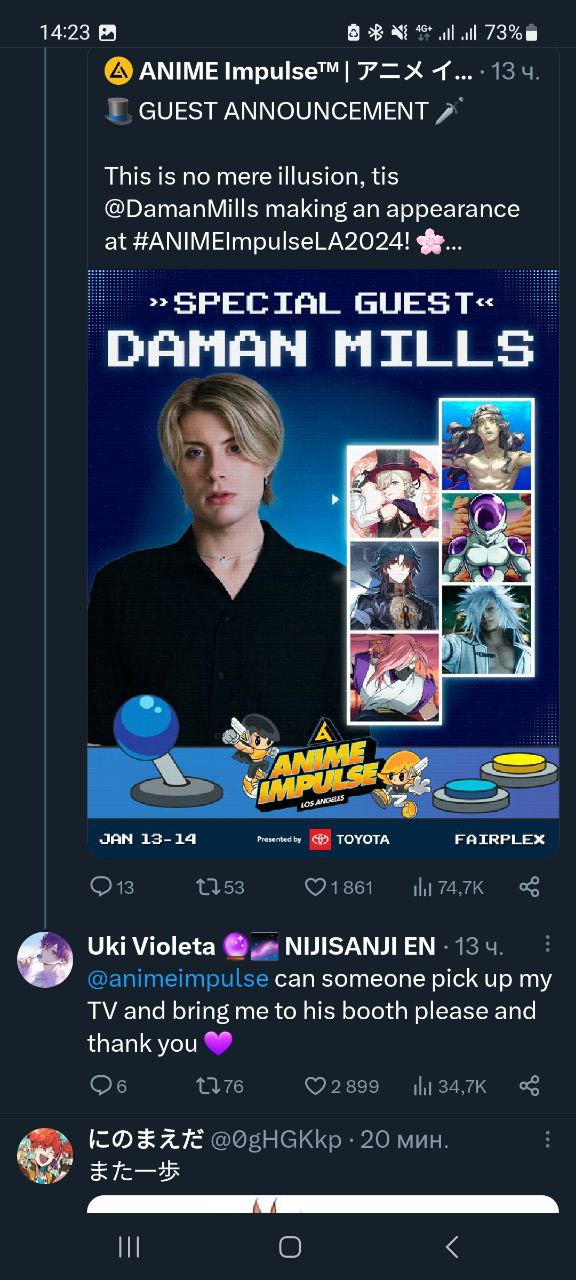 14:23
4G+
73%
ANIME Impulse™ | アニメ イ... · 13 ч.
🎩 GUEST ANNOUNCEMENT 🗡️
This is no mere illusion, tis
@DamanMills making an appearance
at #ANIMEImpulseLA2024! 🌸...
»SPECIAL GUEST«
DAMAN MILLS
ANIME
IMPULSE
LOS ANGELES
JAN 13-14
Presented by
TOYOTA
FAIRPLEX
13
53
1 861
74,7K
Uki Violeta 🔮🌌 NIJISANJI EN · 13 ч.
@animeimpulse can someone pick up my
TV and bring me to his booth please and
thank you 💜
6
76
2 899
34,7K
にのまえだ @0gHGKkp · 20 мин.
また一歩